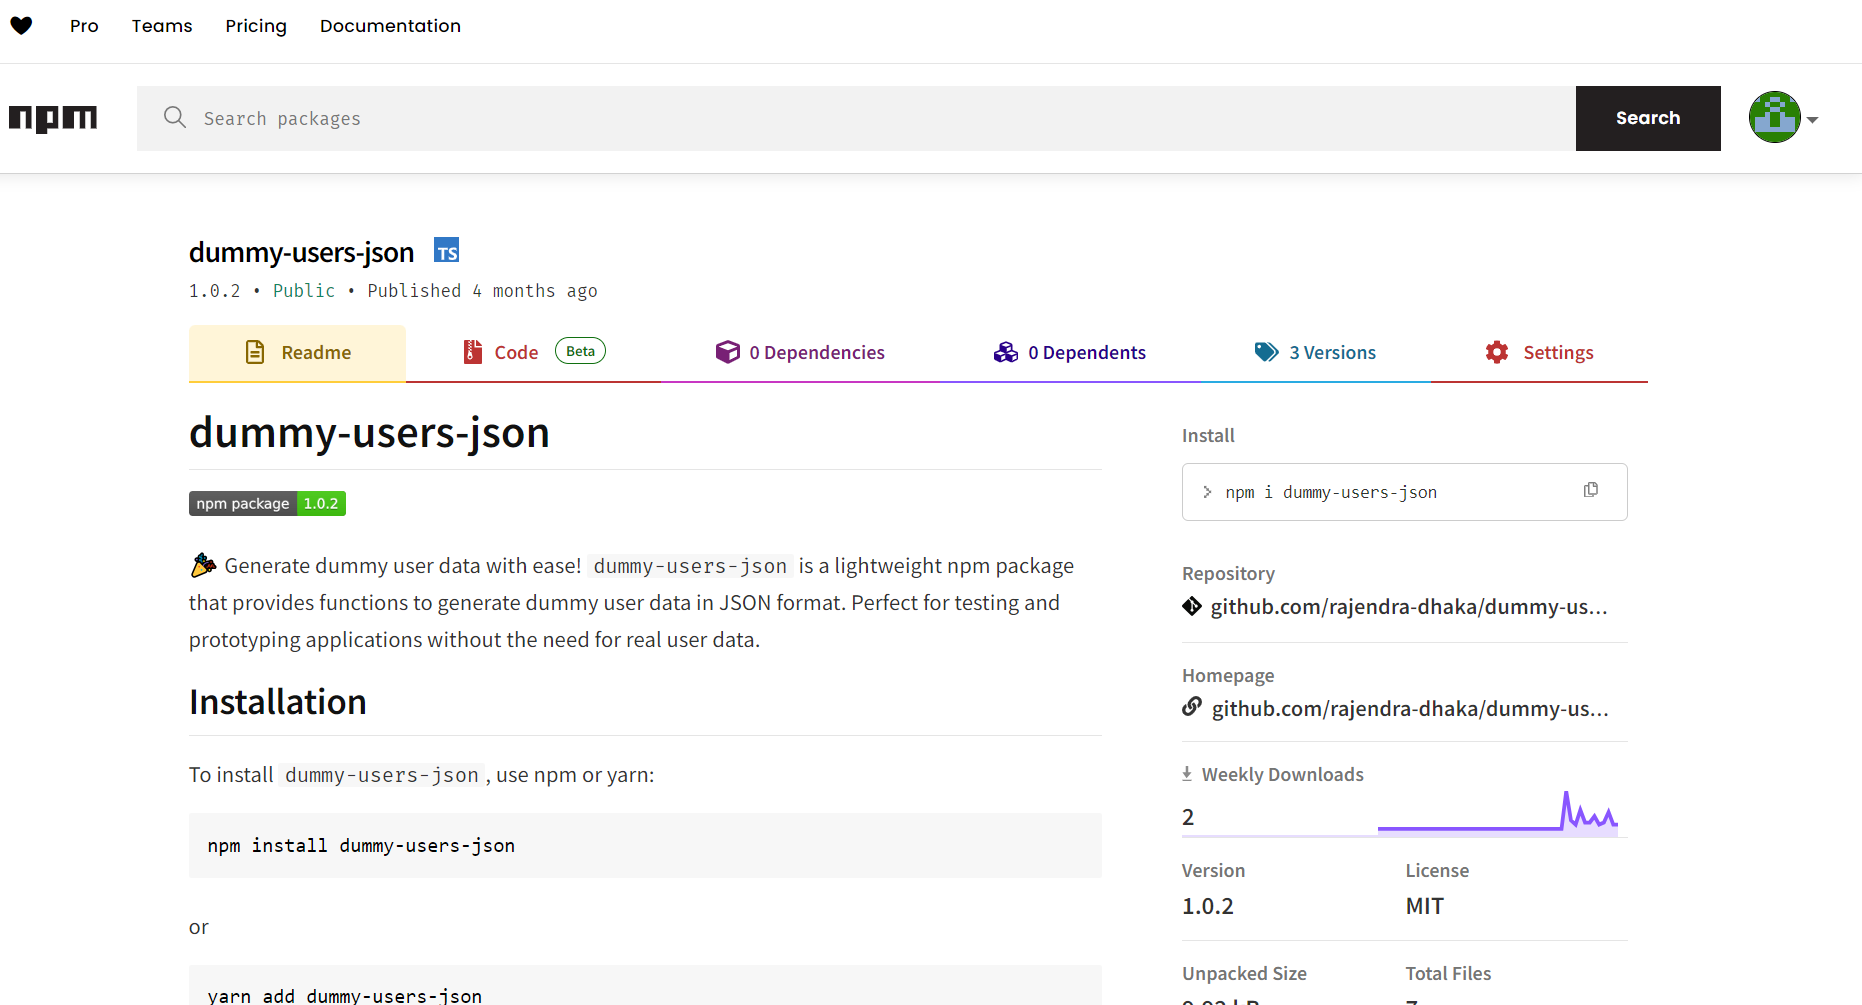 Pro Teams Pricing Documentation
npm
Search packages
Search
dummy-users-json TS
1.0.2 • Public • Published 4 months ago
Readme
Code Beta
0 Dependencies
0 Dependents
3 Versions
Settings
dummy-users-json
npm package 1.0.2
🎉 Generate dummy user data with ease! dummy-users-json is a lightweight npm package
that provides functions to generate dummy user data in JSON format. Perfect for testing and
prototyping applications without the need for real user data.
Installation
To install dummy-users-json, use npm or yarn:
npm install dummy-users-json
or
yarn add dummy-users-json
Install
> npm i dummy-users-json
Repository
github.com/rajendra-dhaka/dummy-us...
Homepage
github.com/rajendra-dhaka/dummy-us...
Weekly Downloads
2
Version
1.0.2
License
MIT
Unpacked Size
Total Files